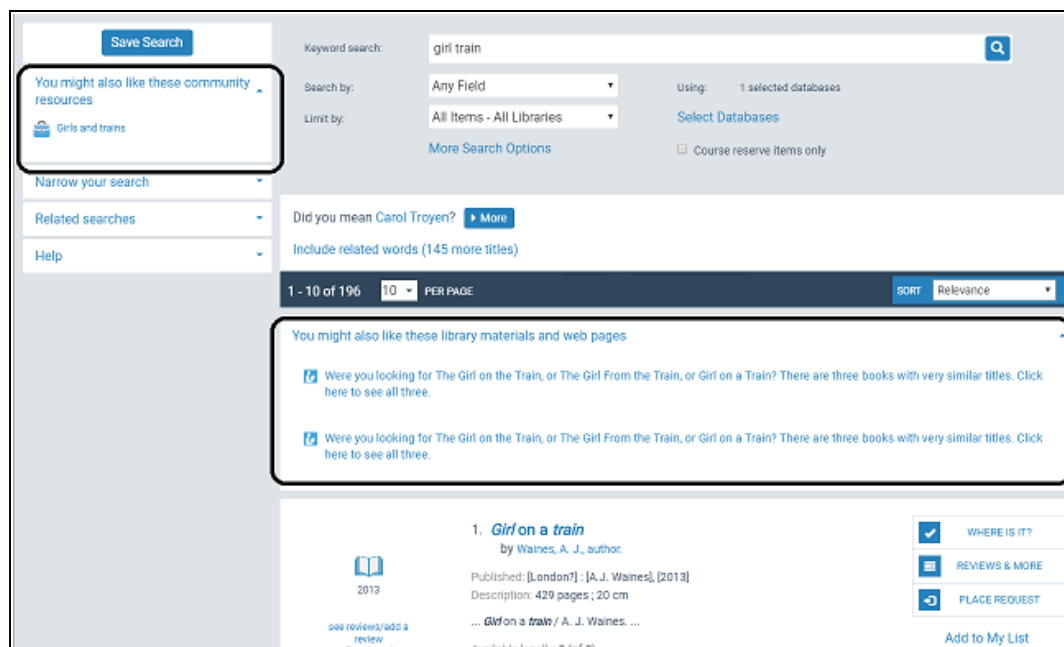 Save Search
You might also like these community
resources
Girls and trains
Narrow your search
Related searches
Help
Keyword search:
girl train
Search by:
Any Field
Using: 1 selected databases
Limit by:
All Items - All Libraries
Select Databases
More Search Options
Course reserve items only
Did you mean Carol Troyen? More
Include related words (145 more titles)
1 - 10 of 196 10 PER PAGE
SORT Relevance
You might also like these library materials and web pages
Were you looking for The Girl on the Train, or The Girl From the Train, or Girl on a Train? There are three books with very similar titles. Click
here to see all three.
Were you looking for The Girl on the Train, or The Girl From the Train, or Girl on a Train? There are three books with very similar titles. Click
here to see all three.
2013
see reviews/add a
review
1. Girl on a train
by Waines, A. J., author.
Published: [London?] : [A.J. Waines], [2013]
Description: 429 pages ; 20 cm
... Girl on a train / A. J. Waines. ...
WHERE IS IT?
REVIEWS & MORE
PLACE REQUEST
Add to My List